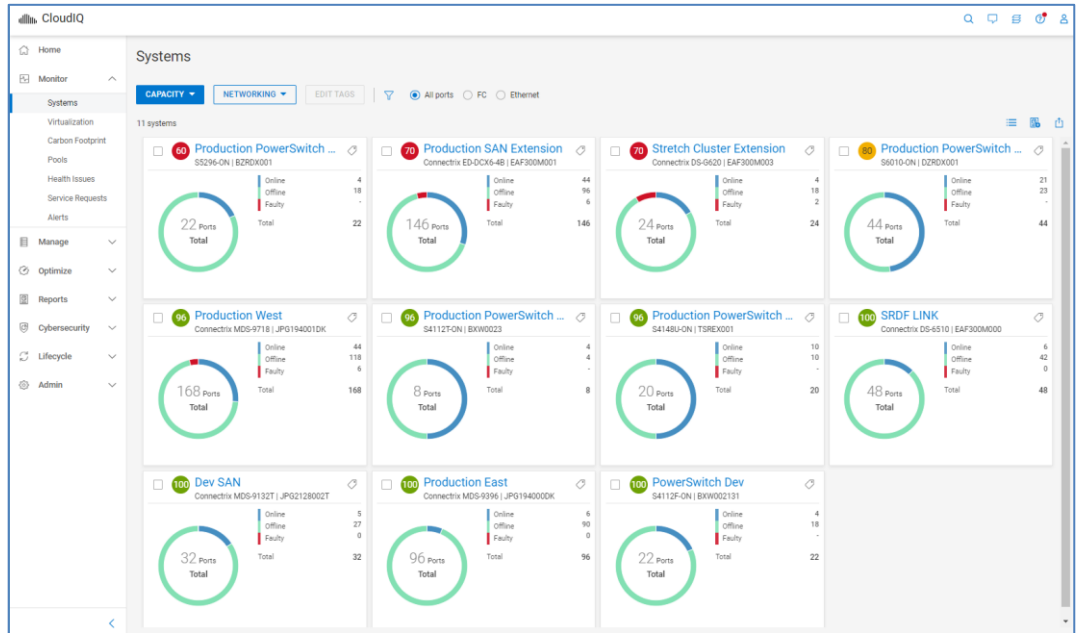 CloudIQ
Home
Monitor
Systems
Virtualization
Carbon Footprint
Pools
Health Issues
Service Requests
Alerts
Manage
Optimize
Reports
Cybersecurity
Lifecycle
Admin
Systems
CAPACITY
NETWORKING
EDIT TAGS
All ports
FC
Ethernet
11 systems
60 Production PowerSwitch ...
S5296-ON | BZRDX001
Online 4
Offline 18
Faulty -
Total 22
22 Ports
Total
70 Production SAN Extension
Connectrix ED-DCX6-4B | EAF300M001
Online 44
Offline 96
Faulty 6
Total 146
146 Ports
Total
70 Stretch Cluster Extension
Connectrix DS-G620 | EAF300M003
Online 4
Offline 18
Faulty 2
Total 24
24 Ports
Total
80 Production PowerSwitch ...
S6010-ON | DZRDX001
Online 21
Offline 23
Faulty -
Total 44
44 Ports
Total
96 Production West
Connectrix MDS-9718 | JPG194001DK
Online 44
Offline 118
Faulty 6
Total 168
168 Ports
Total
96 Production PowerSwitch ...
S4112T-ON | BXW0023
Online 4
Offline 4
Faulty -
Total 8
8 Ports
Total
96 Production PowerSwitch ...
S4148U-ON | TSREX001
Online 10
Offline 10
Faulty -
Total 20
20 Ports
Total
100 SRDF LINK
Connectrix DS-6510 | EAF300M000
Online 6
Offline 42
Faulty 0
Total 48
48 Ports
Total
100 Dev SAN
Connectrix MDS-9132T | JPG2128002T
Online 5
Offline 27
Faulty 0
Total 32
32 Ports
Total
100 Production East
Connectrix MDS-9396 | JPG194000DK
Online 6
Offline 90
Faulty 0
Total 96
96 Ports
Total
100 PowerSwitch Dev
S4112F-ON | BXW002131
Online 4
Offline 18
Faulty -
Total 22
22 Ports
Total